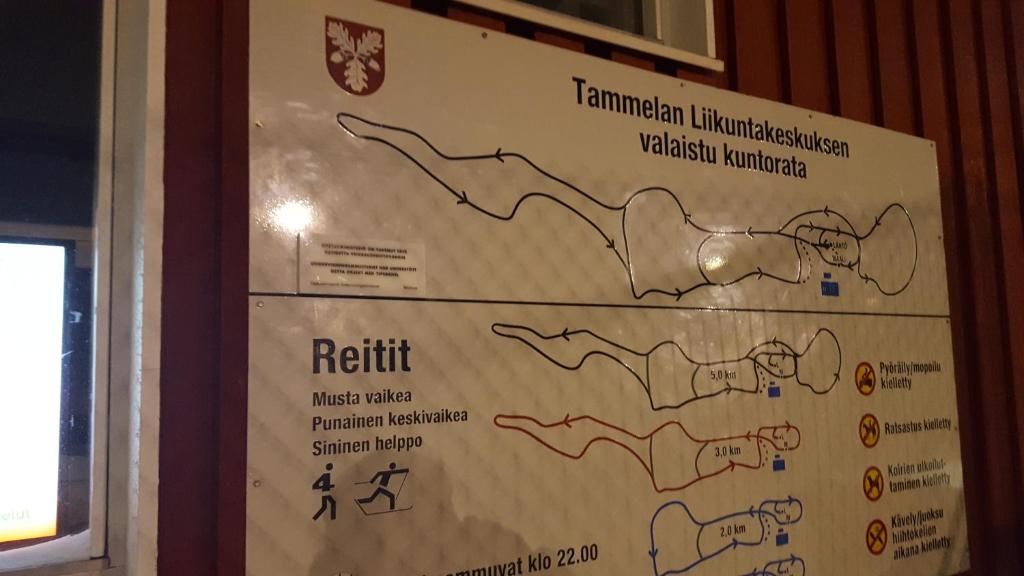 Tammelan Liikuntakeskuksen
valaistu kuntorata
Reitit
Musta vaikea
Punainen keskivaikea
Sininen helppo
5,0 km
3,0 km
2,0 km
Pyöräily/mopoilu
kielletty
Ratsastus kielletty
Koirien ulkoilut-
taminen kielletty
Kävely/juoksu
hiihtokelien
aikana kielletty
klo 22.00